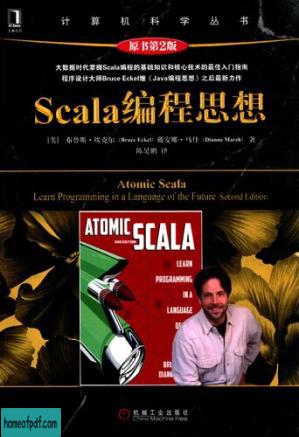 计算机科学丛书
原书第2版
大数据时代掌握Scala编程的基础知识和核心技术的最佳入门指南
程序设计大师Bruce Eckel继《Java编程思想》之后最新力作
Scala编程思想
[美] 布鲁斯·埃克尔(Bruce Eckel) 戴安娜·马什(Dianne Marsh) 著
陈昊鹏 译
Atomic Scala
Learn Programming in a Language of the Future Second Edition
ATOMIC
SCALA
LEARN
PROGRAMMING
IN A
LANGUAGE
机械工业出版社
China Machine Press
homeofpdf.com